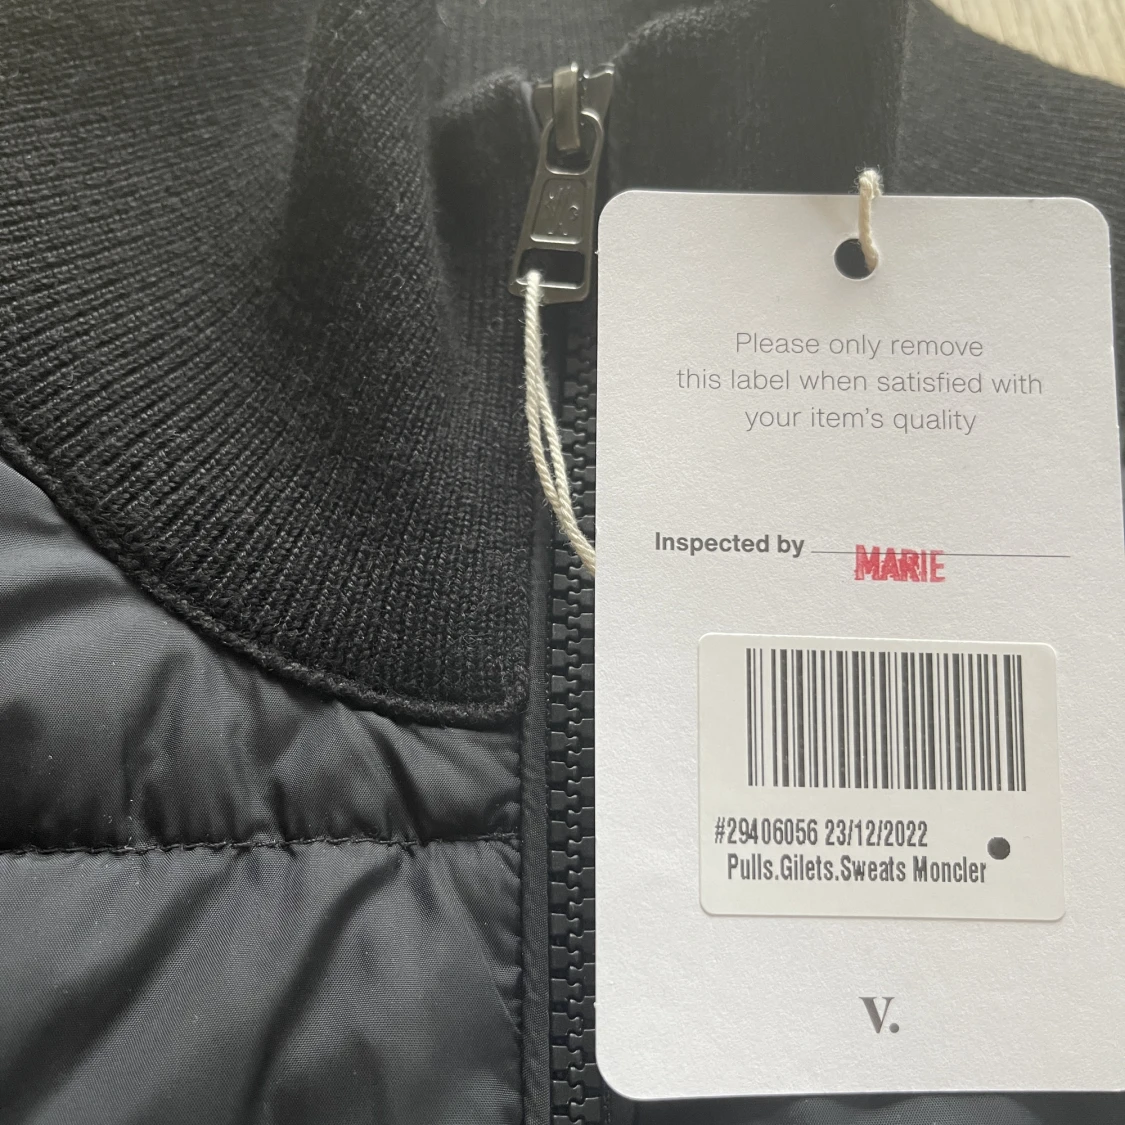 Please only remove
this label when satisfied with
your item's quality
Inspected by MARIE
#29406056 23/12/2022
Pulls.Gilets.Sweats Moncler
V.